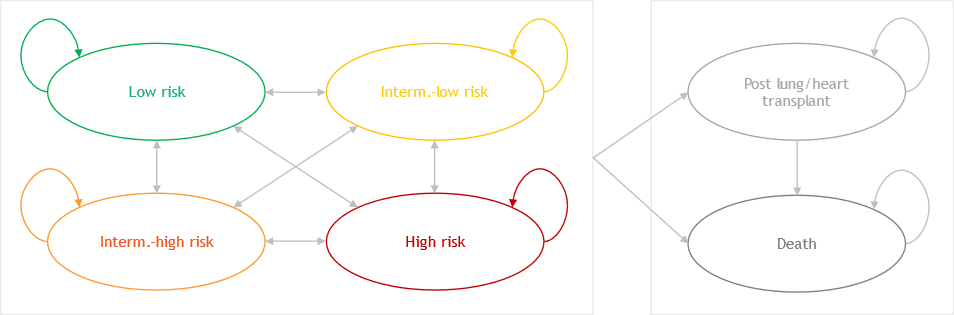 Low risk
Interm.-low risk
Post lung/heart
transplant
Interm.-high risk
High risk
Death